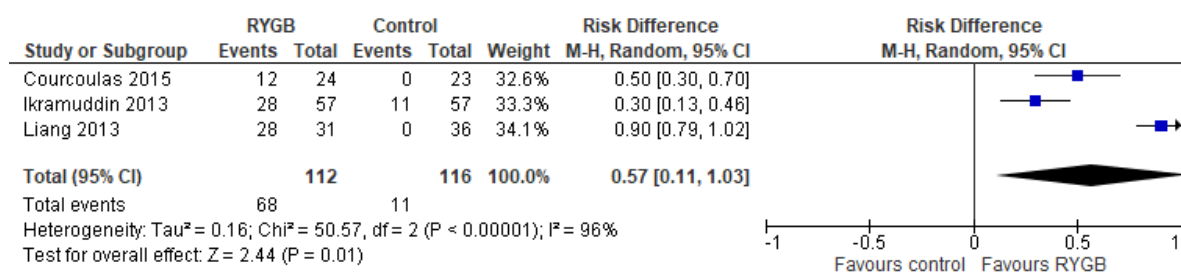 RYGB Control Risk Difference Risk Difference
Study or Subgroup Events Total Events Total Weight M-H, Random, 95% CI M-H, Random, 95% CI
Courcoulas 2015 12 24 0 23 32.6% 0.50 [0.30, 0.70]
Ikramuddin 2013 28 57 11 57 33.3% 0.30 [0.13, 0.46]
Liang 2013 28 31 0 36 34.1% 0.90 [0.79, 1.02]
Total (95% CI) 112 116 100.0% 0.57 [0.11, 1.03]
Total events 68 11
Heterogeneity: Tau² = 0.16; Chi² = 50.57, df = 2 (P < 0.00001); I² = 96%
Test for overall effect: Z = 2.44 (P = 0.01)
-1 -0.5 0 0.5 1
Favours control Favours RYGB